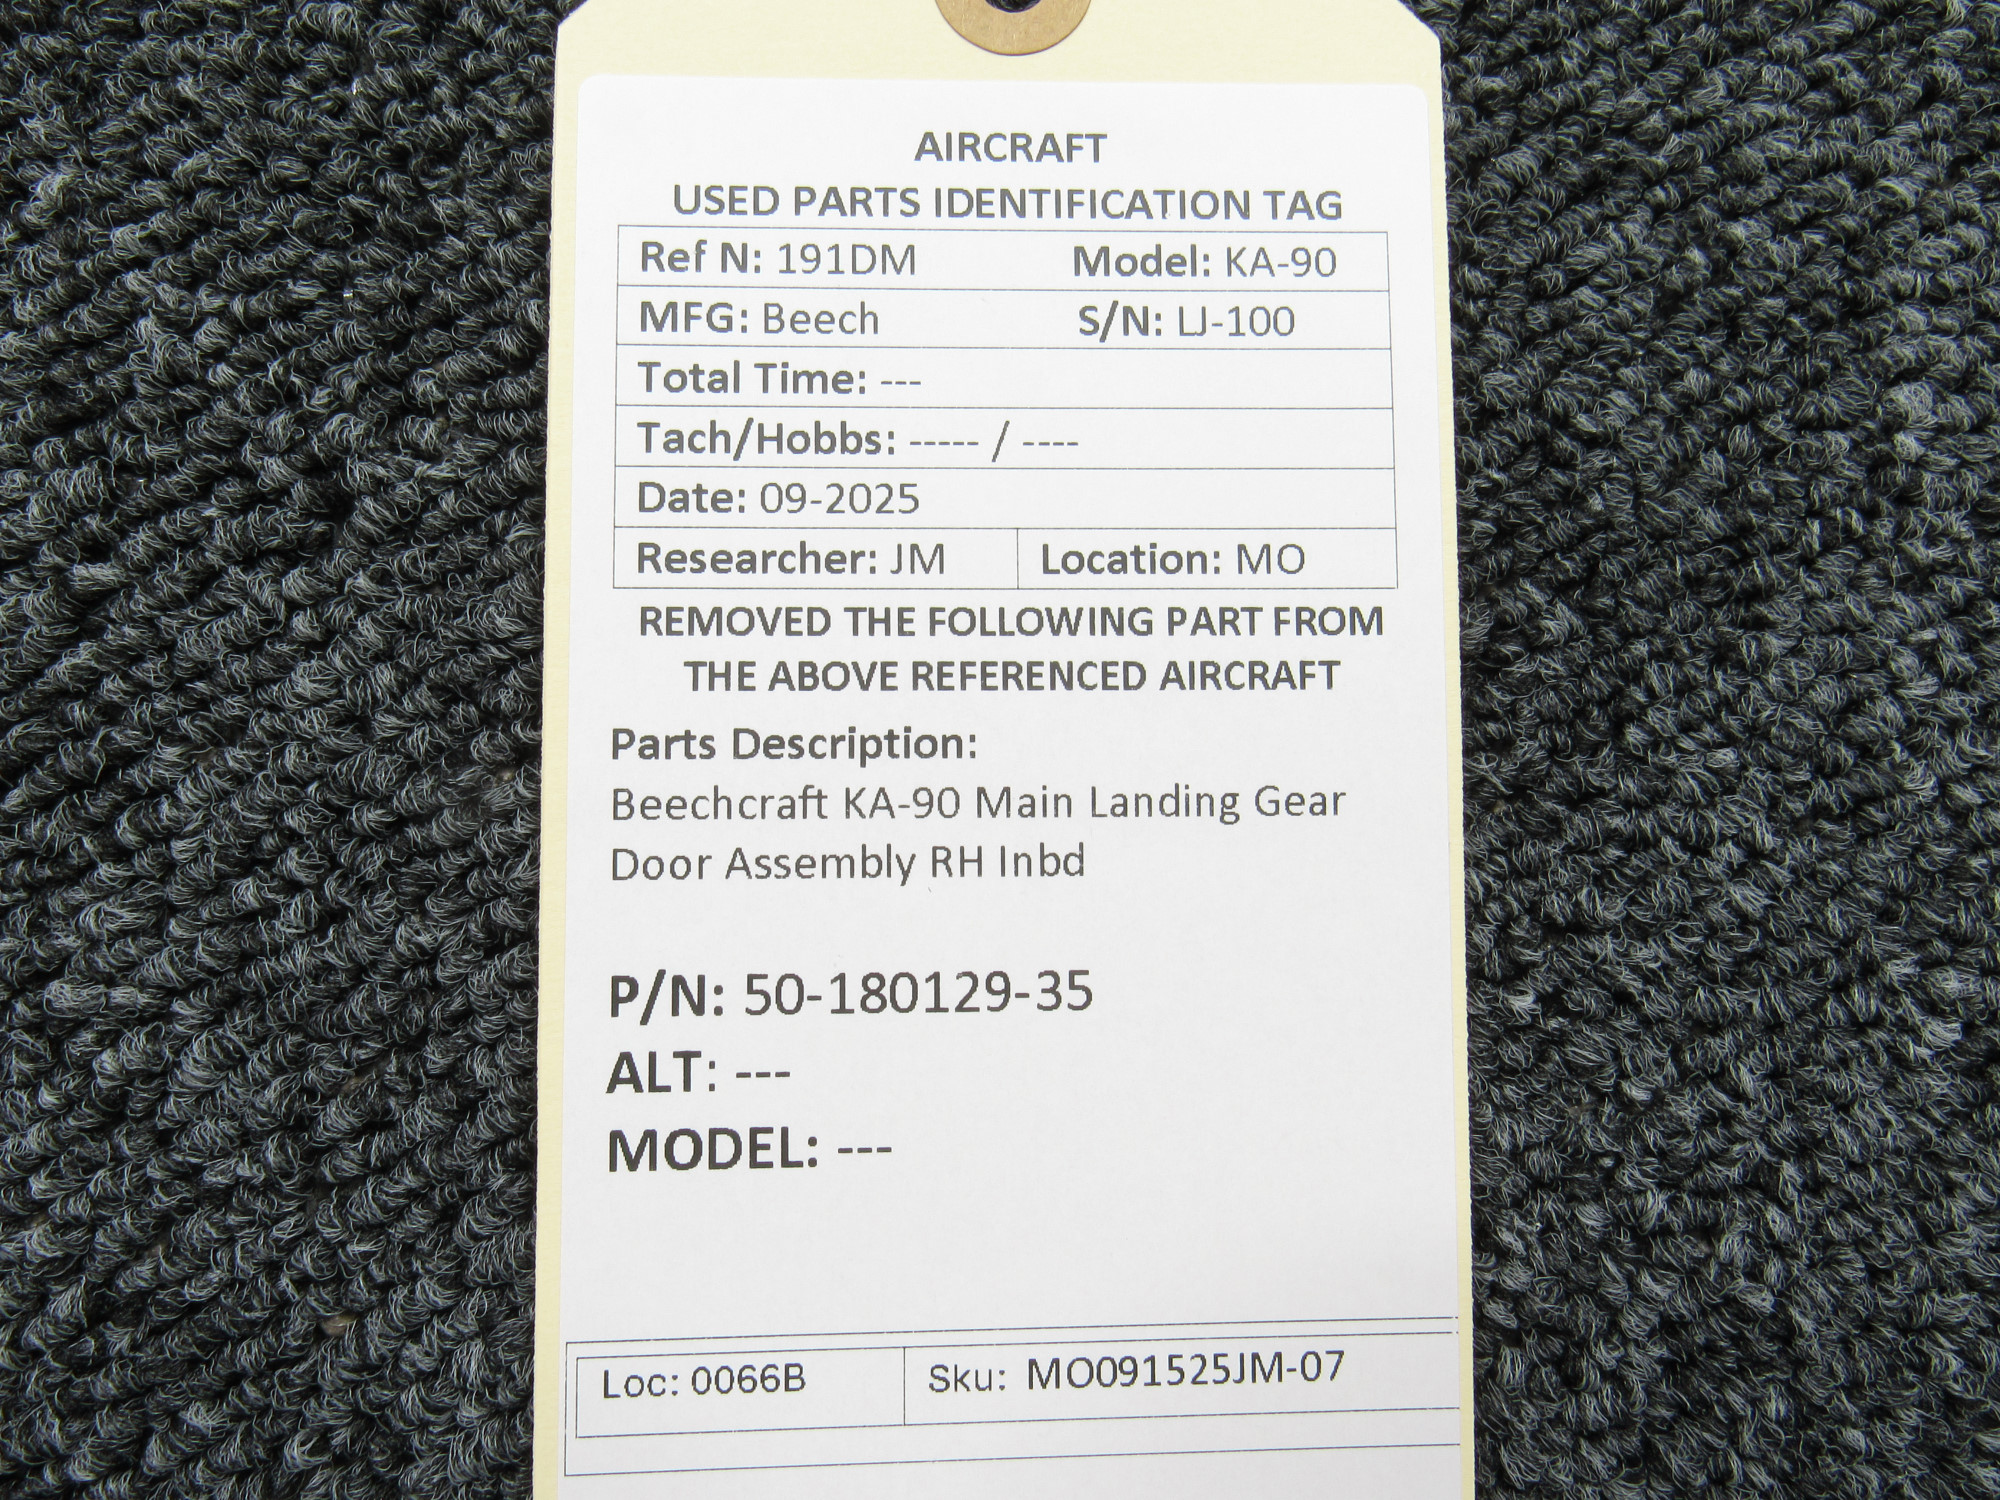 AIRCRAFT
USED PARTS IDENTIFICATION TAG
Ref N: 191DM Model: KA-90
MFG: Beech S/N: LJ-100
Total Time: ---
Tach/Hobbs: ----- / ----
Date: 09-2025
Researcher: JM Location: MO
REMOVED THE FOLLOWING PART FROM
THE ABOVE REFERENCED AIRCRAFT
Parts Description:
Beechcraft KA-90 Main Landing Gear
Door Assembly RH Inbd
P/N: 50-180129-35
ALT: ---
MODEL: ---
Loc: 0066B Sku: MO091525JM-07